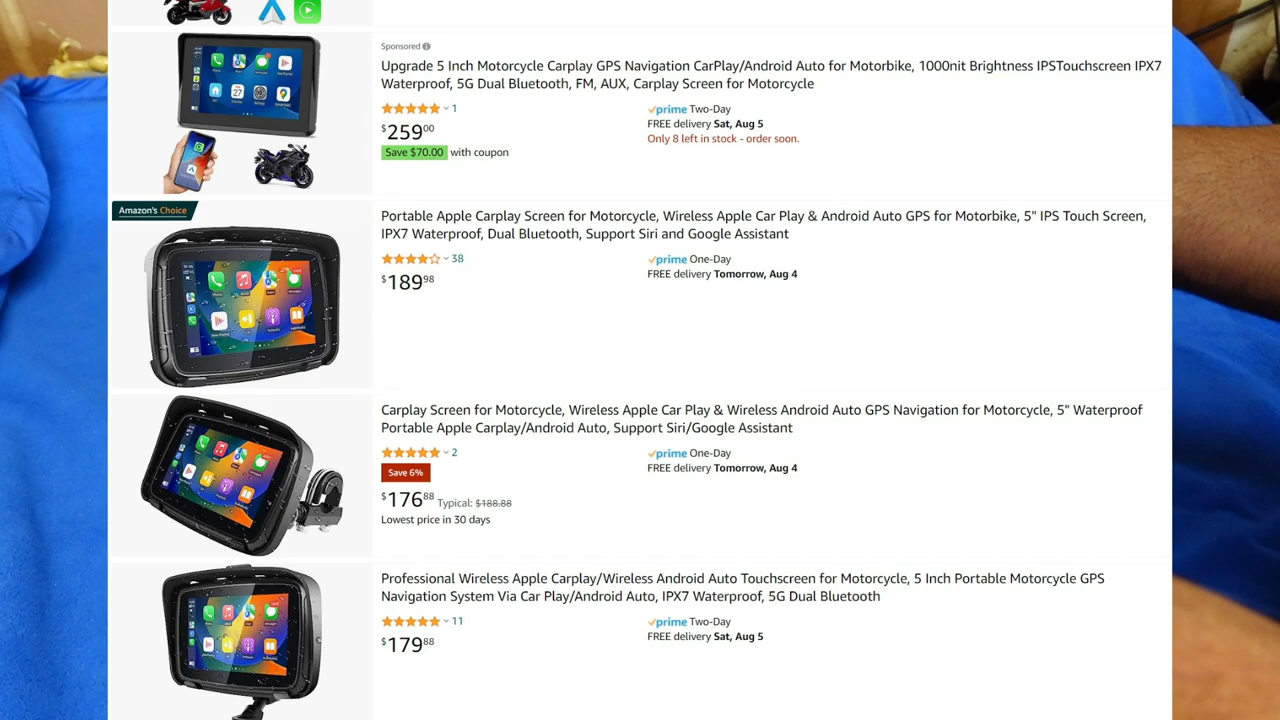 Sponsored
Upgrade 5 Inch Motorcycle Carplay GPS Navigation CarPlay/Android Auto for Motorbike, 1000nit Brightness IPSTouchscreen IPX7
Waterproof, 5G Dual Bluetooth, FM, AUX, Carplay Screen for Motorcycle
1
prime Two-Day
$259.00
FREE delivery Sat, Aug 5
Only 8 left in stock - order soon.
Save $70.00 with coupon
27
Amazon's Choice
Portable Apple Carplay Screen for Motorcycle, Wireless Apple Car Play & Android Auto GPS for Motorbike, 5" IPS Touch Screen,
IPX7 Waterproof, Dual Bluetooth, Support Siri and Google Assistant
38
prime One-Day
$189.98
FREE delivery Tomorrow, Aug 4
Carplay Screen for Motorcycle, Wireless Apple Car Play & Wireless Android Auto GPS Navigation for Motorcycle, 5" Waterproof
Portable Apple Carplay/Android Auto, Support Siri/Google Assistant
2
prime One-Day
Save 6%
FREE delivery Tomorrow, Aug 4
$176.88 Typical: $188.88
Lowest price in 30 days
Professional Wireless Apple Carplay/Wireless Android Auto Touchscreen for Motorcycle, 5 Inch Portable Motorcycle GPS
Navigation System Via Car Play/Android Auto, IPX7 Waterproof, 5G Dual Bluetooth
11
prime Two-Day
$179.88
FREE delivery Sat, Aug 5